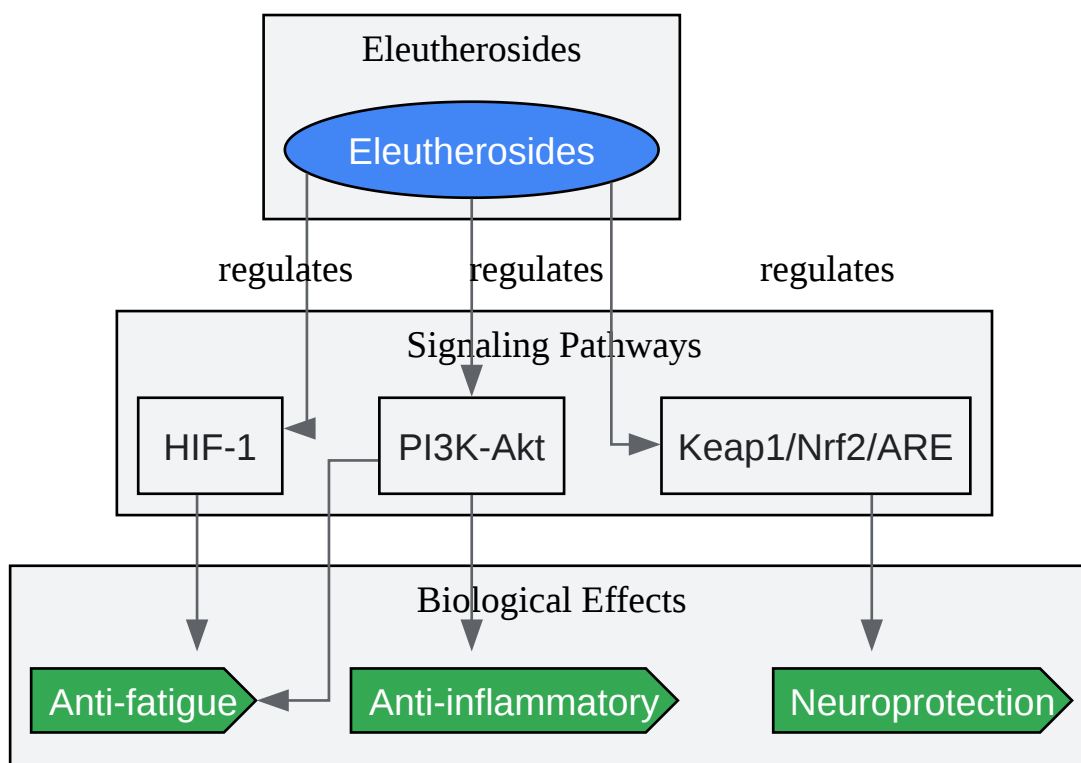 Eleutherosides
Eleutherosides
regulates
regulates
regulates
Signaling Pathways
HIF-1
PI3K-Akt
Keap1/Nrf2/ARE
Biological Effects
Anti-fatigue
Anti-inflammatory
Neuroprotection